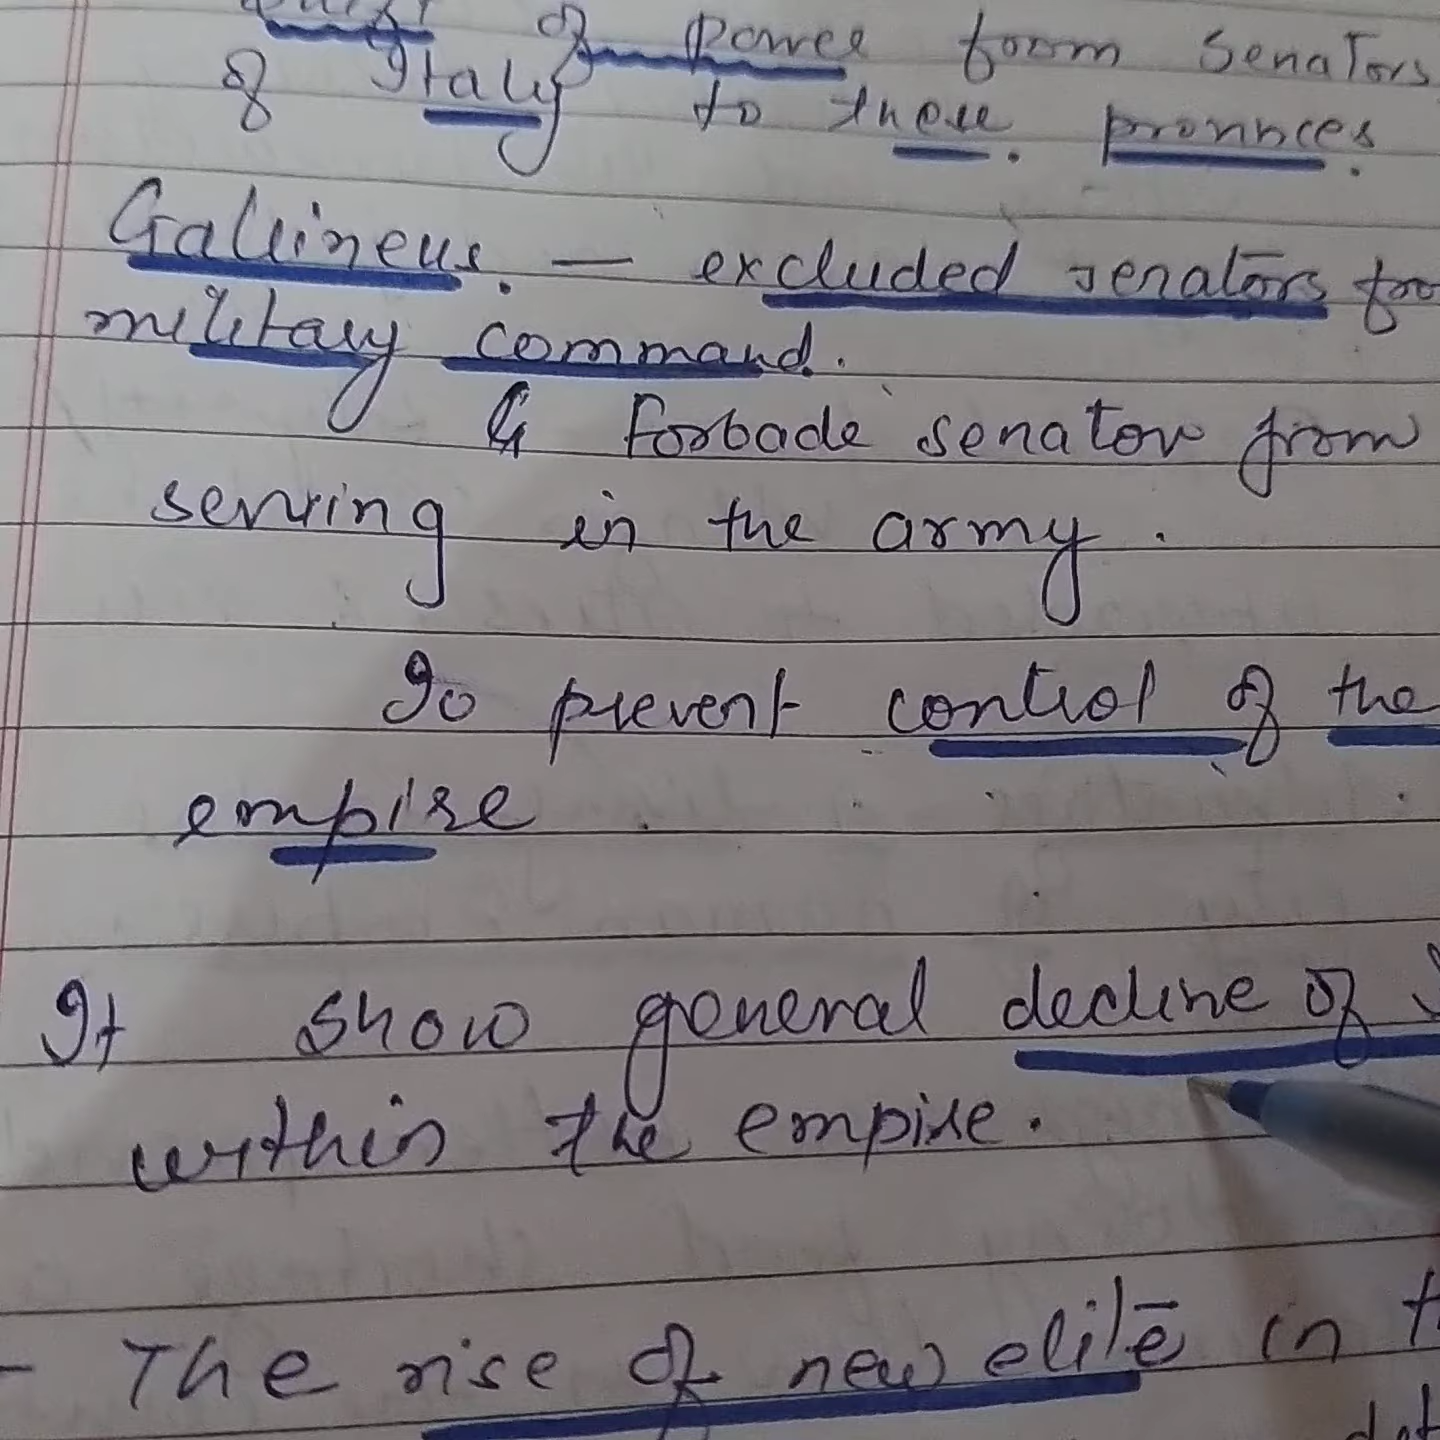 of power from Senators
of Italy to these provinces.
Gallineus. — excluded senators
military command.
↳ Forbade senator from
serving in the army.
To prevent control of the
empire
It show general decline of
within the empire.
- The rise of new elite in